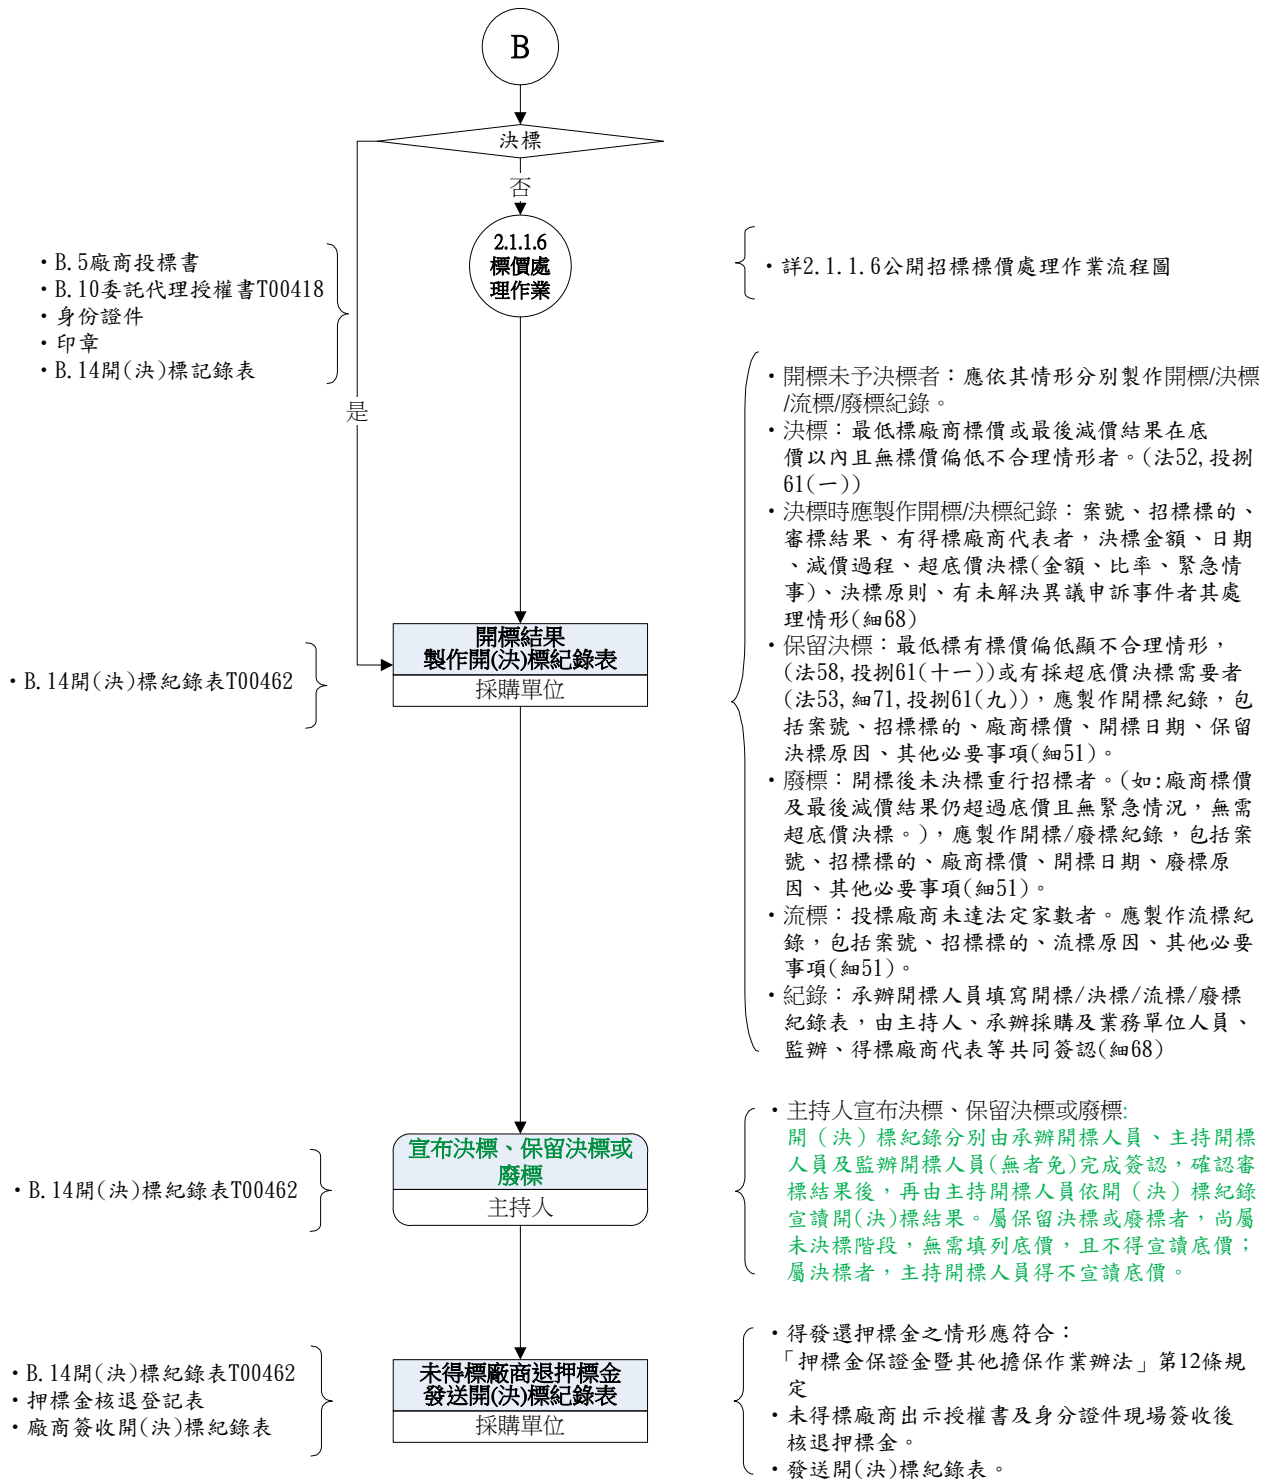 B
決標
否
2.1.1.6
標價處
理作業
・B.5廠商投標書
・B.10委託代理授權書T00418
・身份證件
・印章
・B.14開(決)標記錄表
・詳2.1.1.6公開招標標價處理作業流程圖
是
・開標未予決標者：應依其情形分別製作開標/決標
/流標/廢標紀錄。
・決標：最低標廠商標價或最後減價結果在底
價以內且無標價偏低不合理情形者。(法52,投捌
61(一))
・決標時應製作開標/決標紀錄：案號、招標標的、
審標結果、有得標廠商代表者，決標金額、日期
、減價過程、超底價決標(金額、比率、緊急情
事)、決標原則、有未解決異議申訴事件者其處
理情形(細68)
・保留決標：最低標有標價偏低顯不合理情形，
(法58,投捌61(十一))或有採超底價決標需要者
(法53,細71,投捌61(九))，應製作開標紀錄，包
括案號、招標標的、廠商標價、開標日期、保留
決標原因、其他必要事項(細51)。
・廢標：開標後未決標重行招標者。(如:廠商標價
及最後減價結果仍超過底價且無緊急情況，無需
超底價決標。)，應製作開標/廢標紀錄，包括案
號、招標標的、廠商標價、開標日期、廢標原
因、其他必要事項(細51)。
・流標：投標廠商未達法定家數者。應製作流標紀
錄，包括案號、招標標的、流標原因、其他必要
事項(細51)。
・紀錄：承辦開標人員填寫開標/決標/流標/廢標
紀錄表，由主持人、承辦採購及業務單位人員、
監辦、得標廠商代表等共同簽認(細68)
開標結果
製作開(決)標紀錄表
採購單位
・B.14開(決)標紀錄表T00462
宣布決標、保留決標或
廢標
主持人
・B.14開(決)標紀錄表T00462
・主持人宣布決標、保留決標或廢標:
開（決）標紀錄分別由承辦開標人員、主持開標
人員及監辦開標人員(無者免)完成簽認，確認審
標結果後，再由主持開標人員依開（決）標紀錄
宣讀開(決)標結果。屬保留決標或廢標者，尚屬
未決標階段，無需填列底價，且不得宣讀底價；
屬決標者，主持開標人員得不宣讀底價。
未得標廠商退押標金
發送開(決)標紀錄表
採購單位
・B.14開(決)標紀錄表T00462
・押標金核退登記表
・廠商簽收開(決)標紀錄表
・得發還押標金之情形應符合：
「押標金保證金暨其他擔保作業辦法」第12條規
定
・未得標廠商出示授權書及身分證件現場簽收後
核退押標金。
・發送開(決)標紀錄表。